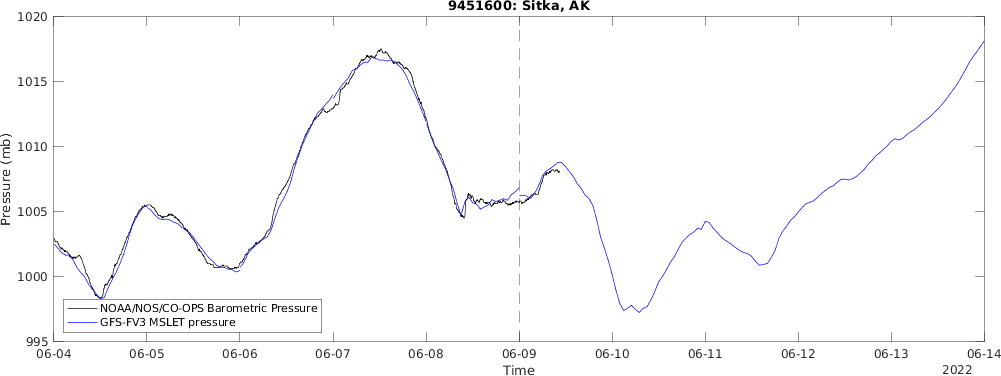 9451600: Sitka, AK
1020
1015
1010
1005
1000
995
Pressure (mb)
NOAA/NOS/CO-OPS Barometric Pressure
GFS-FV3 MSLET pressure
06-04 06-05 06-06 06-07 06-08 06-09 06-10 06-11 06-12 06-13 06-14
Time
2022